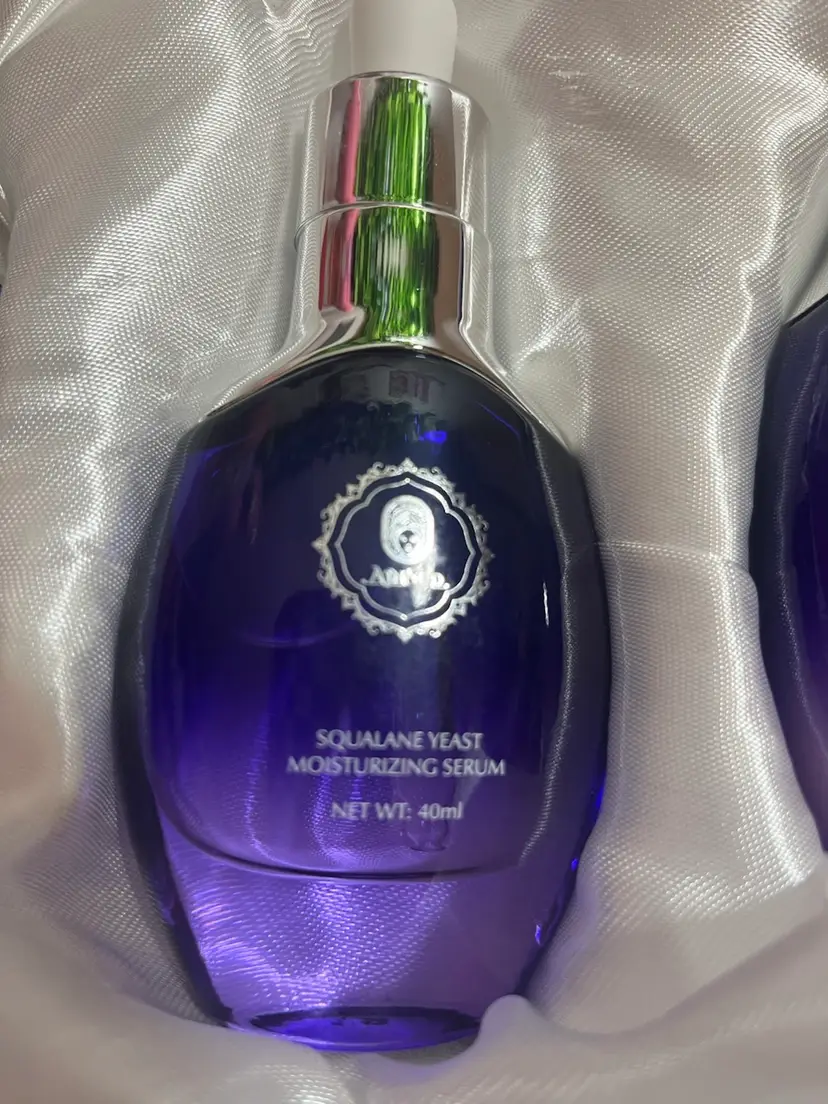 SQUALANE YEAST
MOISTURIZING SERUM
NET WT: 40ml